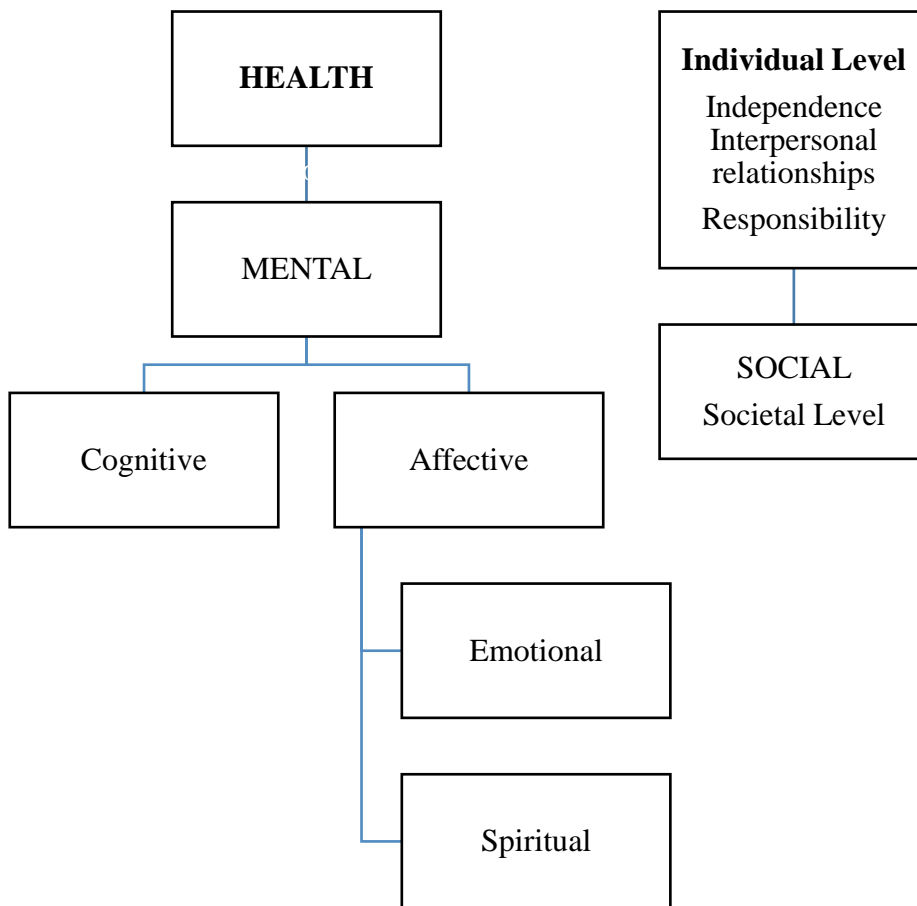 HEALTH
MENTAL
Cognitive
Affective
Emotional
Spiritual
Individual Level
Independence
Interpersonal
relationships
Responsibility
SOCIAL
Societal Level